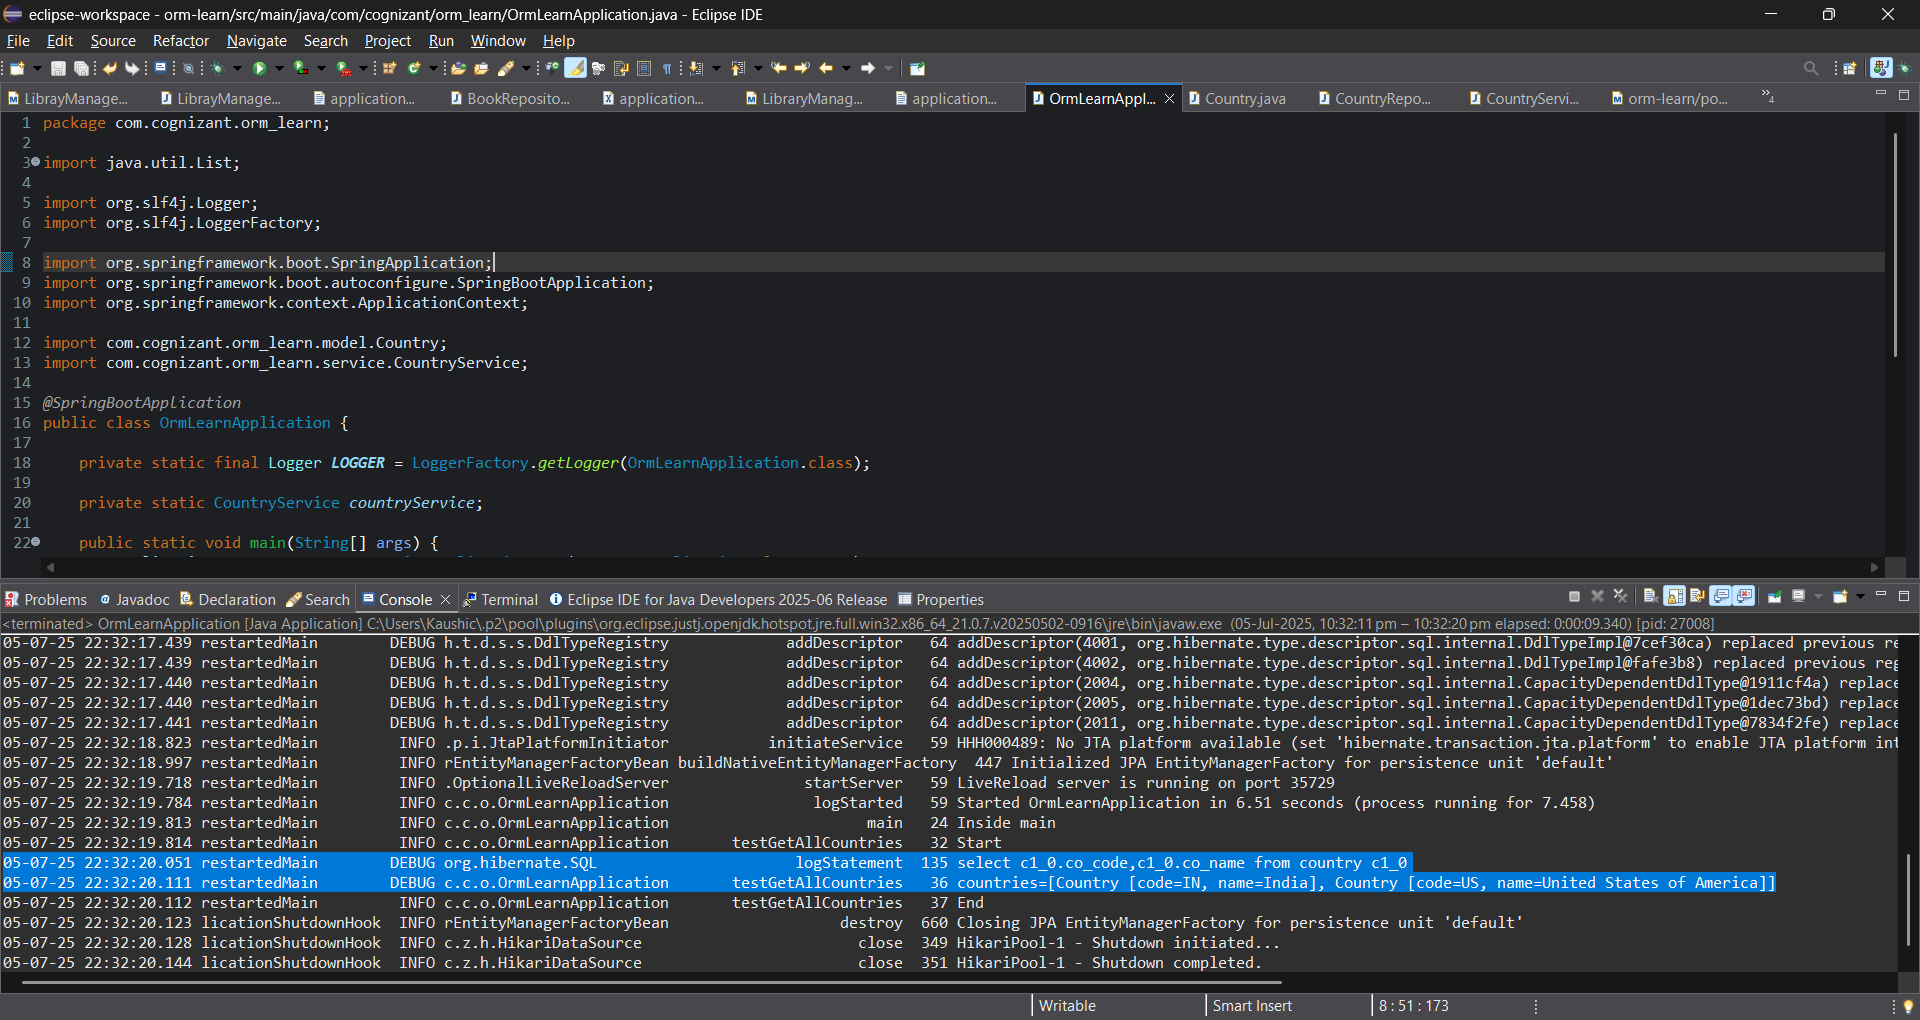 eclipse-workspace - orm-learn/src/main/java/com/cognizant/orm_learn/OrmLearnApplication.java - Eclipse IDE
File Edit Source Refactor Navigate Search Project Run Window Help
LibrayManage... LibrayManage... application... BookReposito... application... LibraryManag... application... OrmLearnAppl... Country.java CountryRepo... CountryServi... orm-learn/po... »4
1 package com.cognizant.orm_learn;
2
3 import java.util.List;
4
5 import org.slf4j.Logger;
6 import org.slf4j.LoggerFactory;
7
8 import org.springframework.boot.SpringApplication;
9 import org.springframework.boot.autoconfigure.SpringBootApplication;
10 import org.springframework.context.ApplicationContext;
11
12 import com.cognizant.orm_learn.model.Country;
13 import com.cognizant.orm_learn.service.CountryService;
14
15 @SpringBootApplication
16 public class OrmLearnApplication {
17
18 private static final Logger LOGGER = LoggerFactory.getLogger(OrmLearnApplication.class);
19
20 private static CountryService countryService;
21
22 public static void main(String[] args) {
Problems Javadoc Declaration Search Console Terminal Eclipse IDE for Java Developers 2025-06 Release Properties
<terminated> OrmLearnApplication [Java Application] C:\Users\Kaushic\.p2\pool\plugins\org.eclipse.justj.openjdk.hotspot.jre.full.win32.x86_64_21.0.7.v20250502-0916\jre\bin\javaw.exe (05-Jul-2025, 10:32:11 pm – 10:32:20 pm elapsed: 0:00:09.340) [pid: 27008]
05-07-25 22:32:17.439 restartedMain DEBUG h.t.d.s.s.DdlTypeRegistry addDescriptor 64 addDescriptor(4001, org.hibernate.type.descriptor.sql.internal.DdlTypeImpl@7cef30ca) replaced previous re
05-07-25 22:32:17.439 restartedMain DEBUG h.t.d.s.s.DdlTypeRegistry addDescriptor 64 addDescriptor(4002, org.hibernate.type.descriptor.sql.internal.DdlTypeImpl@fafe3b8) replaced previous reg
05-07-25 22:32:17.440 restartedMain DEBUG h.t.d.s.s.DdlTypeRegistry addDescriptor 64 addDescriptor(2004, org.hibernate.type.descriptor.sql.internal.CapacityDependentDdlType@1911cf4a) replace
05-07-25 22:32:17.440 restartedMain DEBUG h.t.d.s.s.DdlTypeRegistry addDescriptor 64 addDescriptor(2005, org.hibernate.type.descriptor.sql.internal.CapacityDependentDdlType@1dec73bd) replace
05-07-25 22:32:17.441 restartedMain DEBUG h.t.d.s.s.DdlTypeRegistry addDescriptor 64 addDescriptor(2011, org.hibernate.type.descriptor.sql.internal.CapacityDependentDdlType@7834f2fe) replace
05-07-25 22:32:18.823 restartedMain INFO .p.i.JtaPlatformInitiator initiateService 59 HHH000489: No JTA platform available (set 'hibernate.transaction.jta.platform' to enable JTA platform int
05-07-25 22:32:18.997 restartedMain INFO rEntityManagerFactoryBean buildNativeEntityManagerFactory 447 Initialized JPA EntityManagerFactory for persistence unit 'default'
05-07-25 22:32:19.718 restartedMain INFO .OptionalLiveReloadServer startServer 59 LiveReload server is running on port 35729
05-07-25 22:32:19.784 restartedMain INFO c.c.o.OrmLearnApplication logStarted 59 Started OrmLearnApplication in 6.51 seconds (process running for 7.458)
05-07-25 22:32:19.813 restartedMain INFO c.c.o.OrmLearnApplication main 24 Inside main
05-07-25 22:32:19.814 restartedMain INFO c.c.o.OrmLearnApplication testGetAllCountries 32 Start
05-07-25 22:32:20.051 restartedMain DEBUG org.hibernate.SQL logStatement 135 select c1_0.co_code,c1_0.co_name from country c1_0
05-07-25 22:32:20.111 restartedMain DEBUG c.c.o.OrmLearnApplication testGetAllCountries 36 countries=[Country [code=IN, name=India], Country [code=US, name=United States of America]]
05-07-25 22:32:20.112 restartedMain INFO c.c.o.OrmLearnApplication testGetAllCountries 37 End
05-07-25 22:32:20.123 licationShutdownHook INFO rEntityManagerFactoryBean destroy 660 Closing JPA EntityManagerFactory for persistence unit 'default'
05-07-25 22:32:20.128 licationShutdownHook INFO c.z.h.HikariDataSource close 349 HikariPool-1 - Shutdown initiated...
05-07-25 22:32:20.144 licationShutdownHook INFO c.z.h.HikariDataSource close 351 HikariPool-1 - Shutdown completed.
Writable Smart Insert 8 : 51 : 173